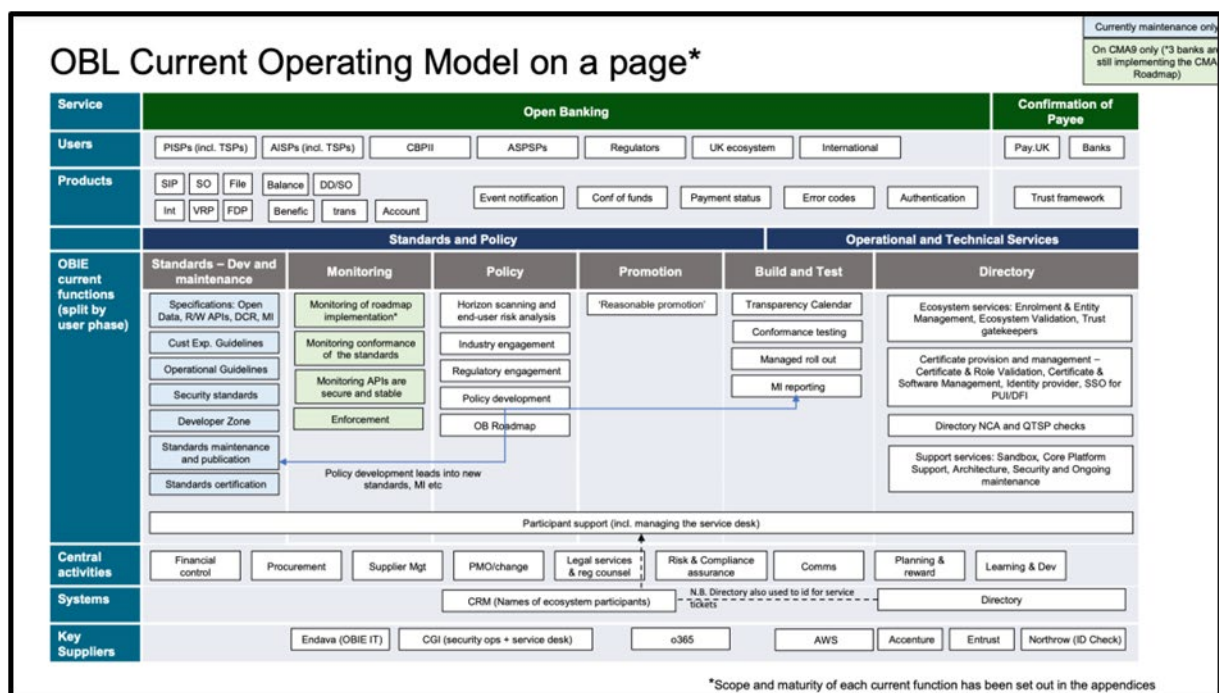 Currently maintenance only
On CMA9 only (*3 banks are
still implementing the CMA
Roadmap)
OBL Current Operating Model on a page*
Service
Open Banking
Confirmation of
Payee
Users
PISPs (incl. TSPs)
AISPs (incl. TSPs)
CBPII
ASPSPs
Regulators
UK ecosystem
International
Pay.UK
Banks
Products
SIP
SO
File
Balance
DD/SO
Int
VRP
FDP
Benefic
trans
Account
Event notification
Conf of funds
Payment status
Error codes
Authentication
Trust framework
Standards and Policy
Operational and Technical Services
OBIE
current
functions
(split by
user phase)
Standards – Dev and
maintenance
Monitoring
Policy
Promotion
Build and Test
Directory
Specifications: Open
Data, R/W APIs, DCR, MI
Cust Exp. Guidelines
Operational Guidelines
Security standards
Developer Zone
Standards maintenance
and publication
Standards certification
Monitoring of roadmap
implementation*
Monitoring conformance
of the standards
Monitoring APIs are
secure and stable
Enforcement
Horizon scanning and
end-user risk analysis
Industry engagement
Regulatory engagement
Policy development
OB Roadmap
Policy development leads into new
standards, MI etc
‘Reasonable promotion’
Transparency Calendar
Conformance testing
Managed roll out
MI reporting
Ecosystem services: Enrolment & Entity
Management, Ecosystem Validation, Trust
gatekeepers
Certificate provision and management –
Certificate & Role Validation, Certificate &
Software Management, Identity provider, SSO for
PUI/DFI
Directory NCA and QTSP checks
Support services: Sandbox, Core Platform
Support, Architecture, Security and Ongoing
maintenance
Participant support (incl. managing the service desk)
Central
activities
Financial
control
Procurement
Supplier Mgt
PMO/change
Legal services
& reg counsel
Risk & Compliance
assurance
Comms
Planning &
reward
Learning & Dev
Systems
CRM (Names of ecosystem participants)
N.B. Directory also used to id for service
tickets
Directory
Key
Suppliers
Endava (OBIE IT)
CGI (security ops + service desk)
o365
AWS
Accenture
Entrust
Northrow (ID Check)
*Scope and maturity of each current function has been set out in the appendices